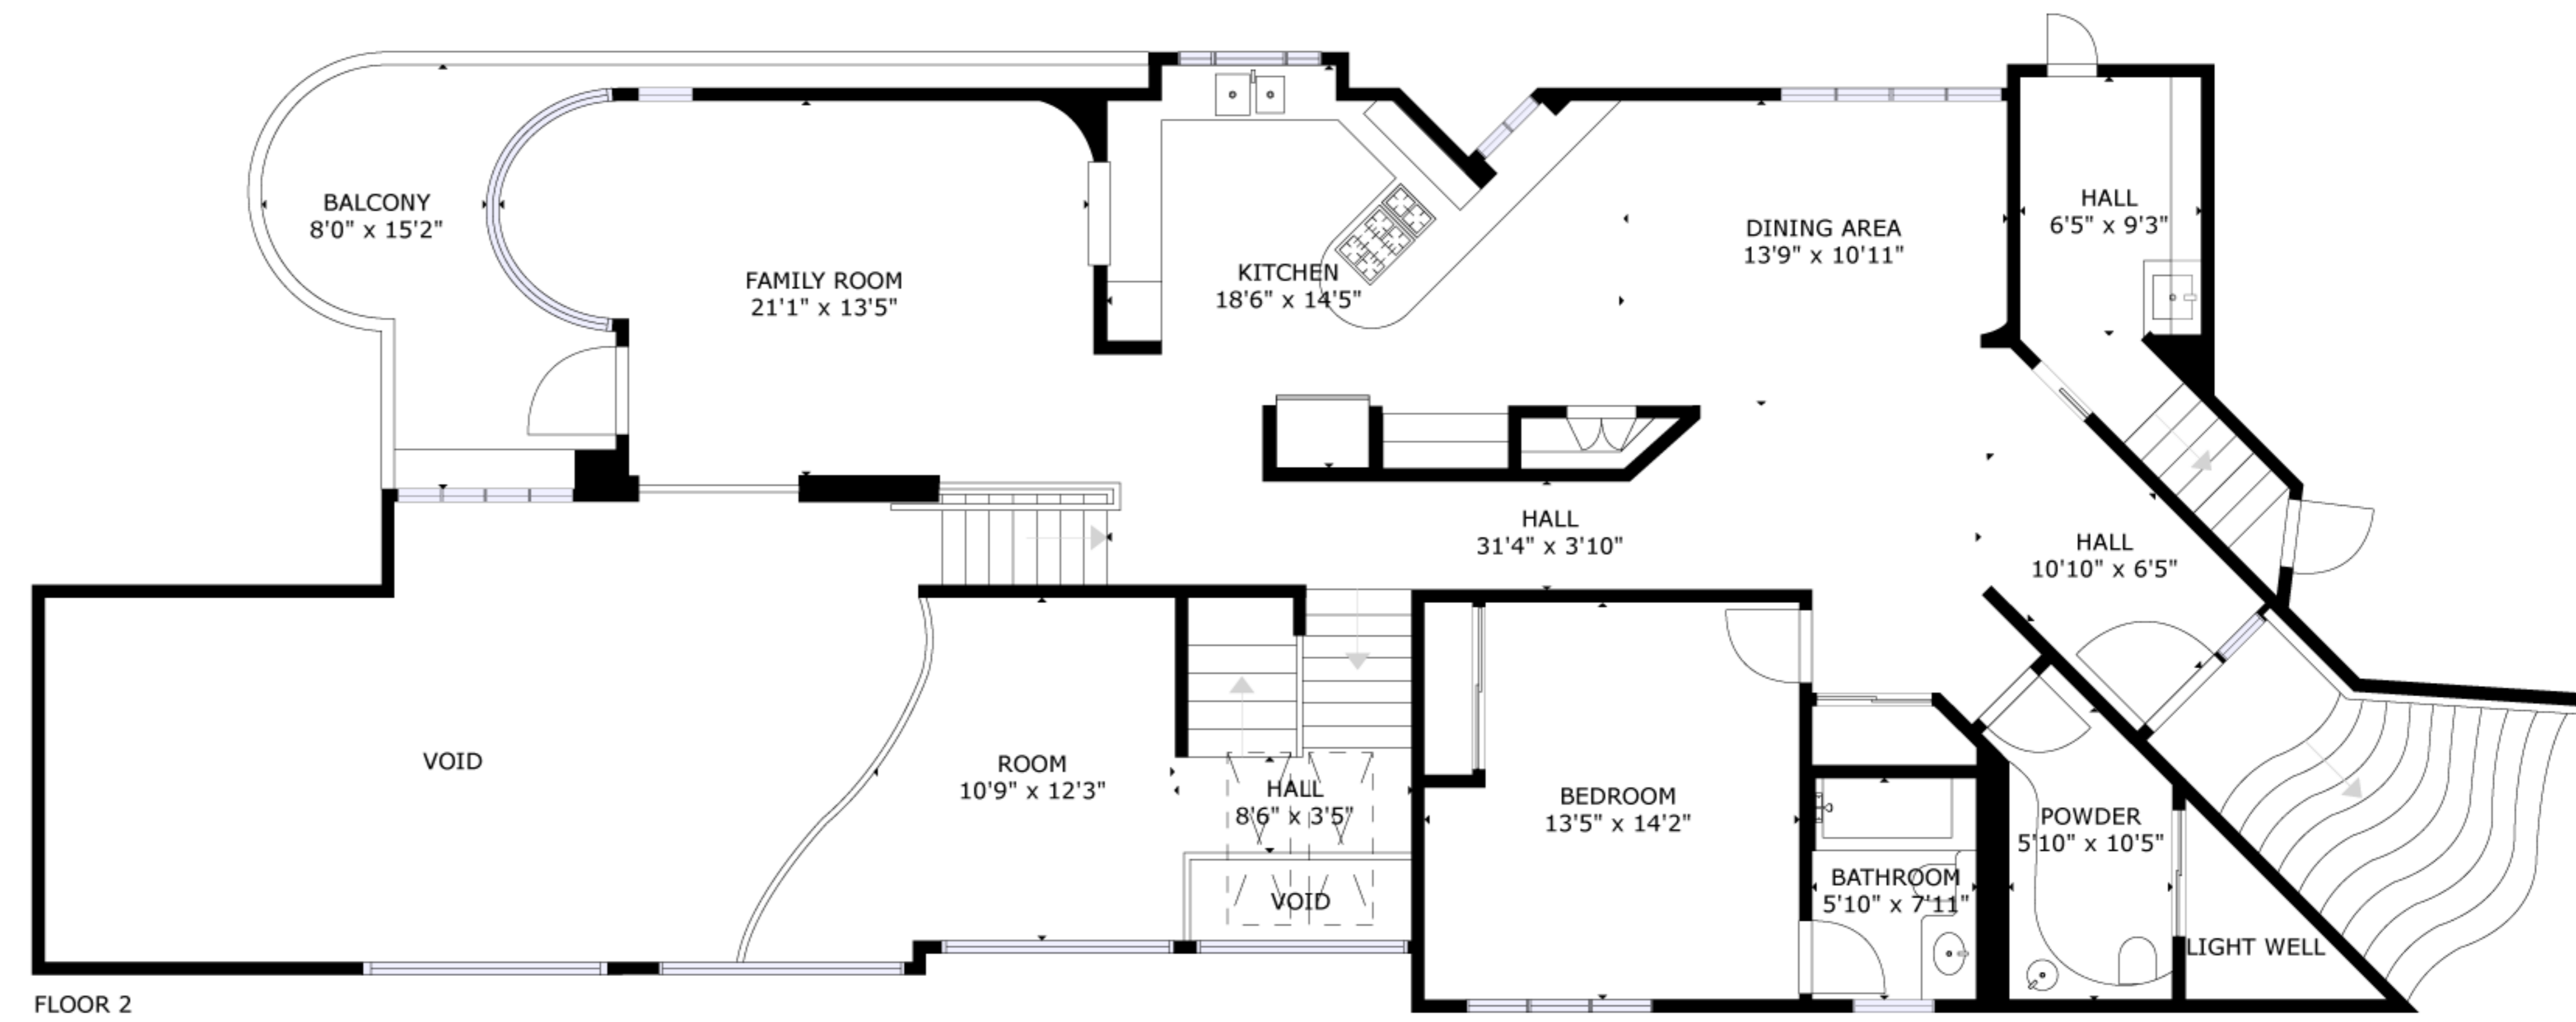 BALCONY
8'0" x 15'2"
FAMILY ROOM
21'1" x 13'5"
KITCHEN
18'6" x 14'5"
DINING AREA
13'9" x 10'11"
HALL
6'5" x 9'3"
HALL
31'4" x 3'10"
HALL
10'10" x 6'5"
VOID
ROOM
10'9" x 12'3"
HALL
8'6" x 3'5"
VOID
BEDROOM
13'5" x 14'2"
BATHROOM
5'10" x 7'11"
POWDER
5'10" x 10'5"
LIGHT WELL
FLOOR 2